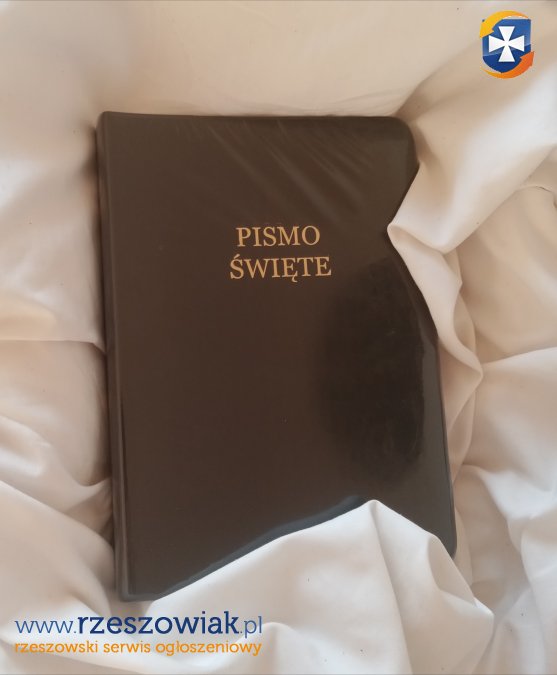 PISMO
ŚWIĘTE
www.rzeszowiak.pl
rzeszowski serwis ogłoszeniowy